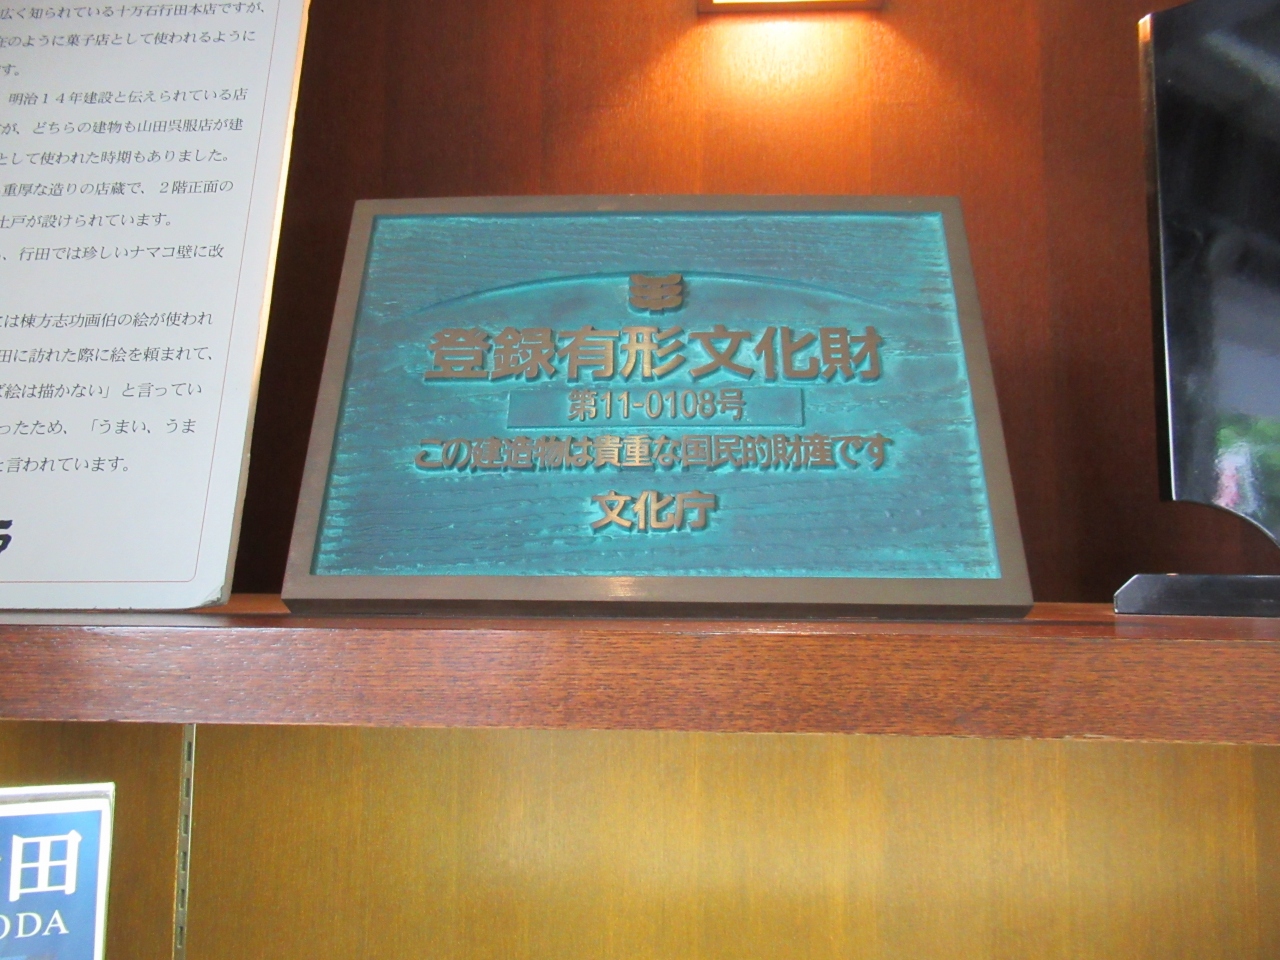 広く知られている十万石行田本店ですが、
在のように菓子店として使われるように
す。
明治14年建設と伝えられている店
が、どちらの建物も山田呉服店が建
として使われた時期もありました。
重厚な造りの店蔵で、2階正面の
土戸が設けられています。
、行田では珍しいナマコ壁に改
には棟方志功画伯の絵が使われ
田に訪れた際に絵を頼まれて、
ば絵は描かない」と言ってい
ったため、「うまい、うま
と言われています。
登録有形文化財
第11-0108号
この建造物は貴重な国民的財産です
文化庁
田
ODA